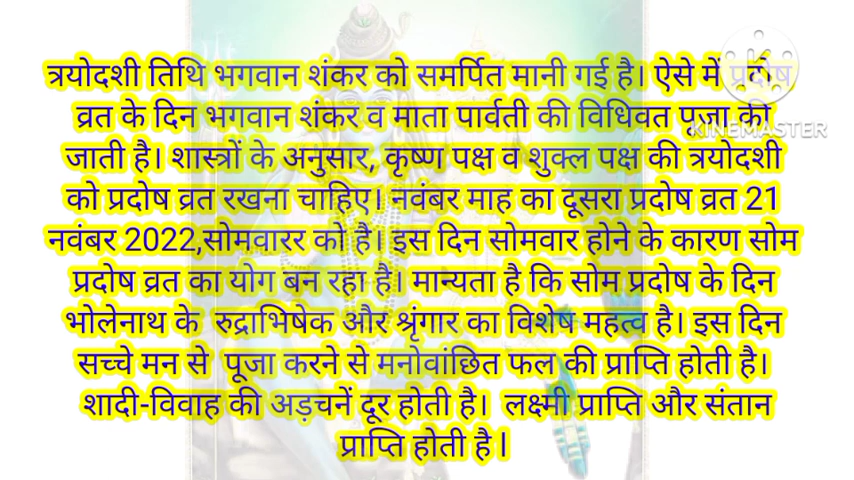 त्रयोदशी तिथि भगवान शंकर को समर्पित मानी गई है। ऐसे में प्रदोष
व्रत के दिन भगवान शंकर व माता पार्वती की विधिवत पूजा की
जाती है। शास्त्रों के अनुसार, कृष्ण पक्ष व शुक्ल पक्ष की त्रयोदशी
को प्रदोष व्रत रखना चाहिए। नवंबर माह का दूसरा प्रदोष व्रत 21
नवंबर 2022,सोमवारर को है। इस दिन सोमवार होने के कारण सोम
प्रदोष व्रत का योग बन रहा है। मान्यता है कि सोम प्रदोष के दिन
भोलेनाथ के रुद्राभिषेक और श्रृंगार का विशेष महत्व है। इस दिन
सच्चे मन से पूजा करने से मनोवांछित फल की प्राप्ति होती है।
शादी-विवाह की अड़चनें दूर होती है। लक्ष्मी प्राप्ति और संतान
प्राप्ति होती है l
KINEMASTER